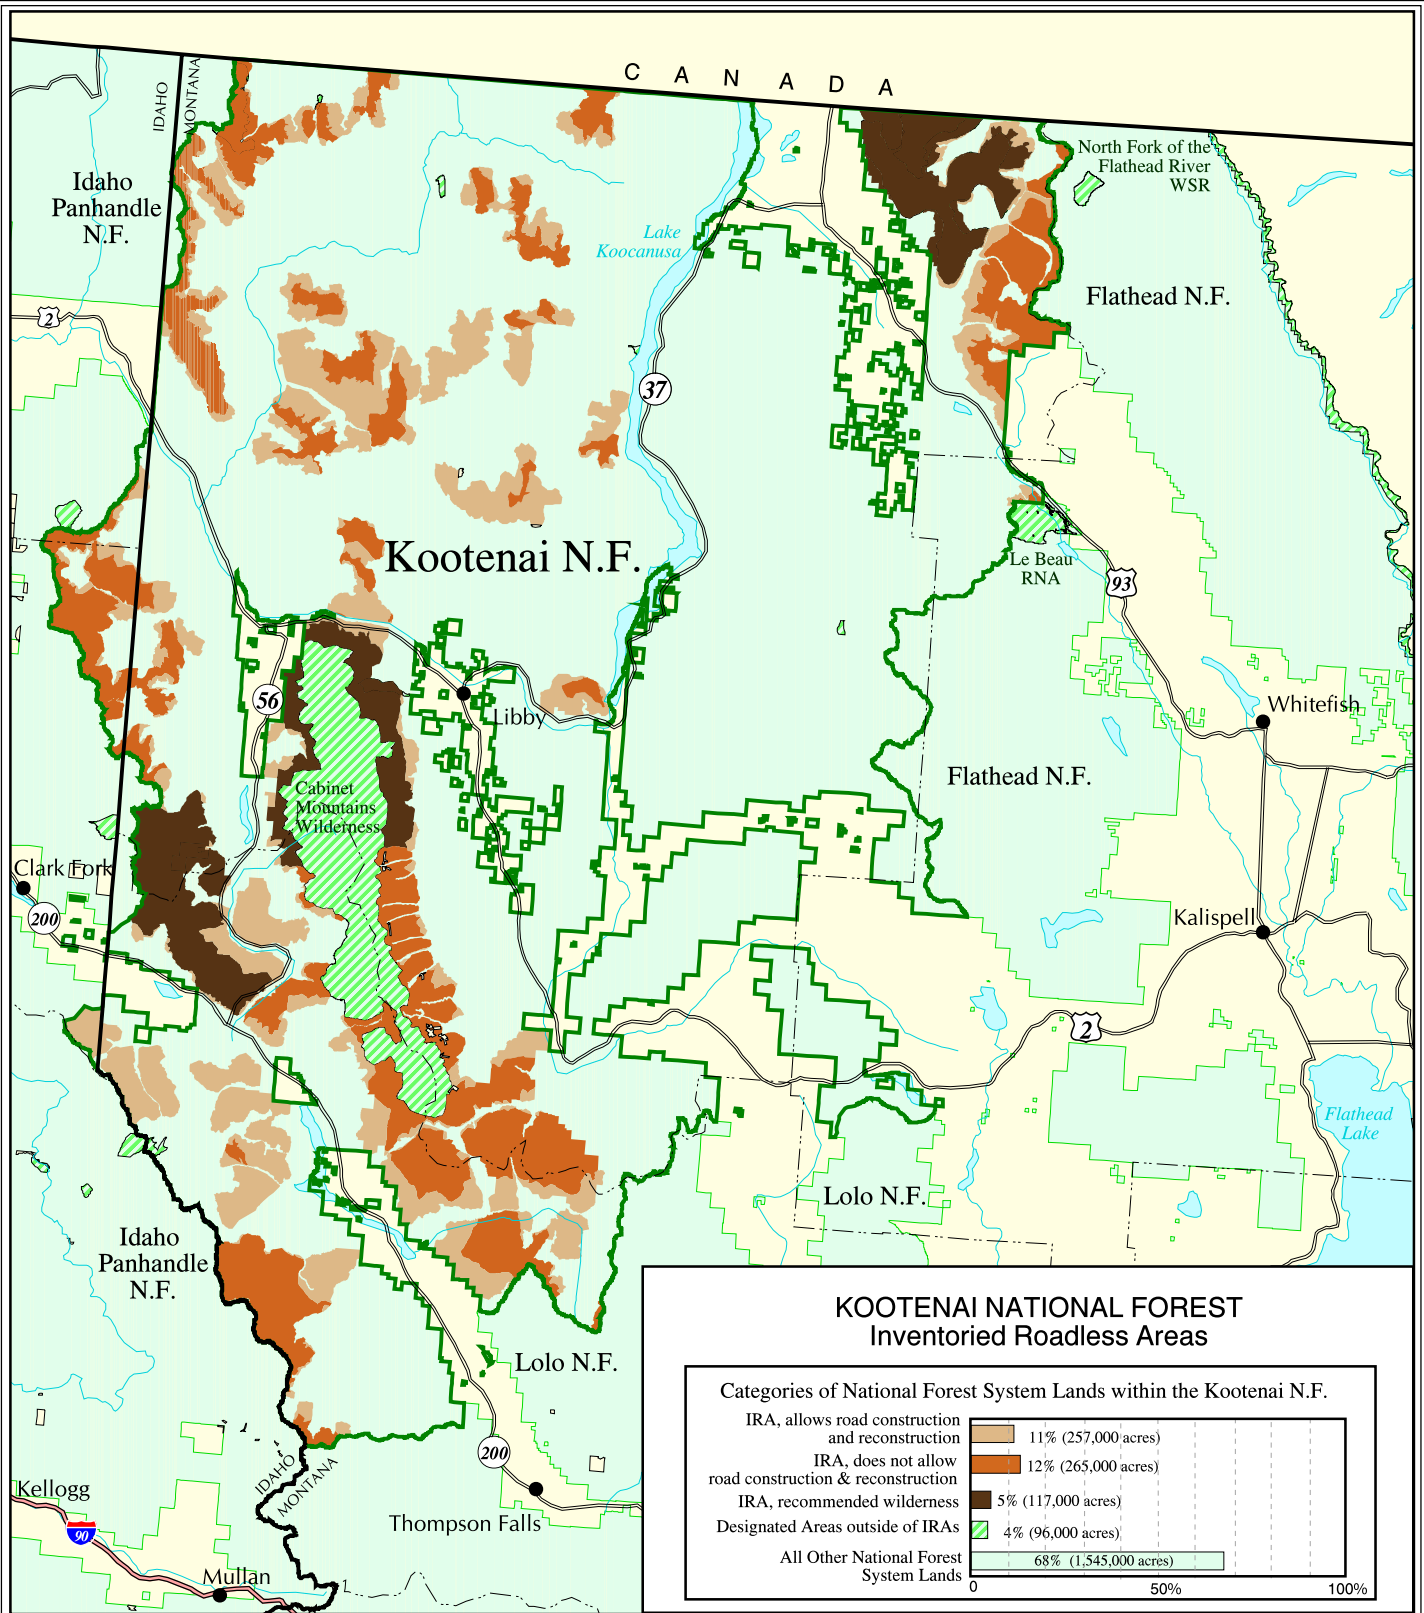 CANADA
IDAHO
MONTANA
North Fork of the
Flathead River
WSR
Idaho
Panhandle
N.F.
Lake
Koocanusa
Flathead N.F.
2
37
Kootenai N.F.
Le Beau
RNA
93
56
Libby
Whitefish
Flathead N.F.
Cabinet
Mountains
Wilderness
Clark Fork
200
Kalispell
2
Flathead
Lake
Lolo N.F.
Idaho
Panhandle
N.F.
Lolo N.F.
200
IDAHO
MONTANA
Kellogg
90
Thompson Falls
Mullan
KOOTENAI NATIONAL FOREST
Inventoried Roadless Areas
Categories of National Forest System Lands within the Kootenai N.F.
IRA, allows road construction
and reconstruction
11% (257,000 acres)
IRA, does not allow
road construction & reconstruction
12% (265,000 acres)
IRA, recommended wilderness
5% (117,000 acres)
Designated Areas outside of IRAs
4% (96,000 acres)
All Other National Forest
System Lands
68% (1,545,000 acres)
0 50% 100%